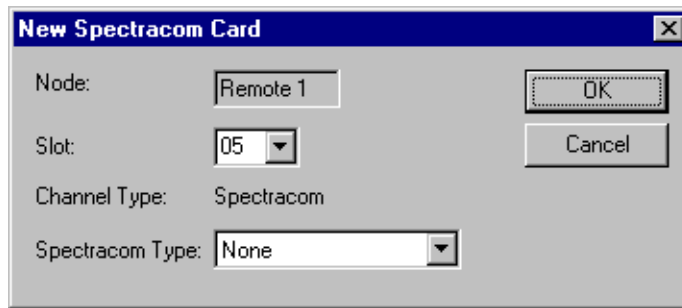 New Spectracom Card
Node: Remote 1 OK
Slot: 05 Cancel
Channel Type: Spectracom
Spectracom Type: None